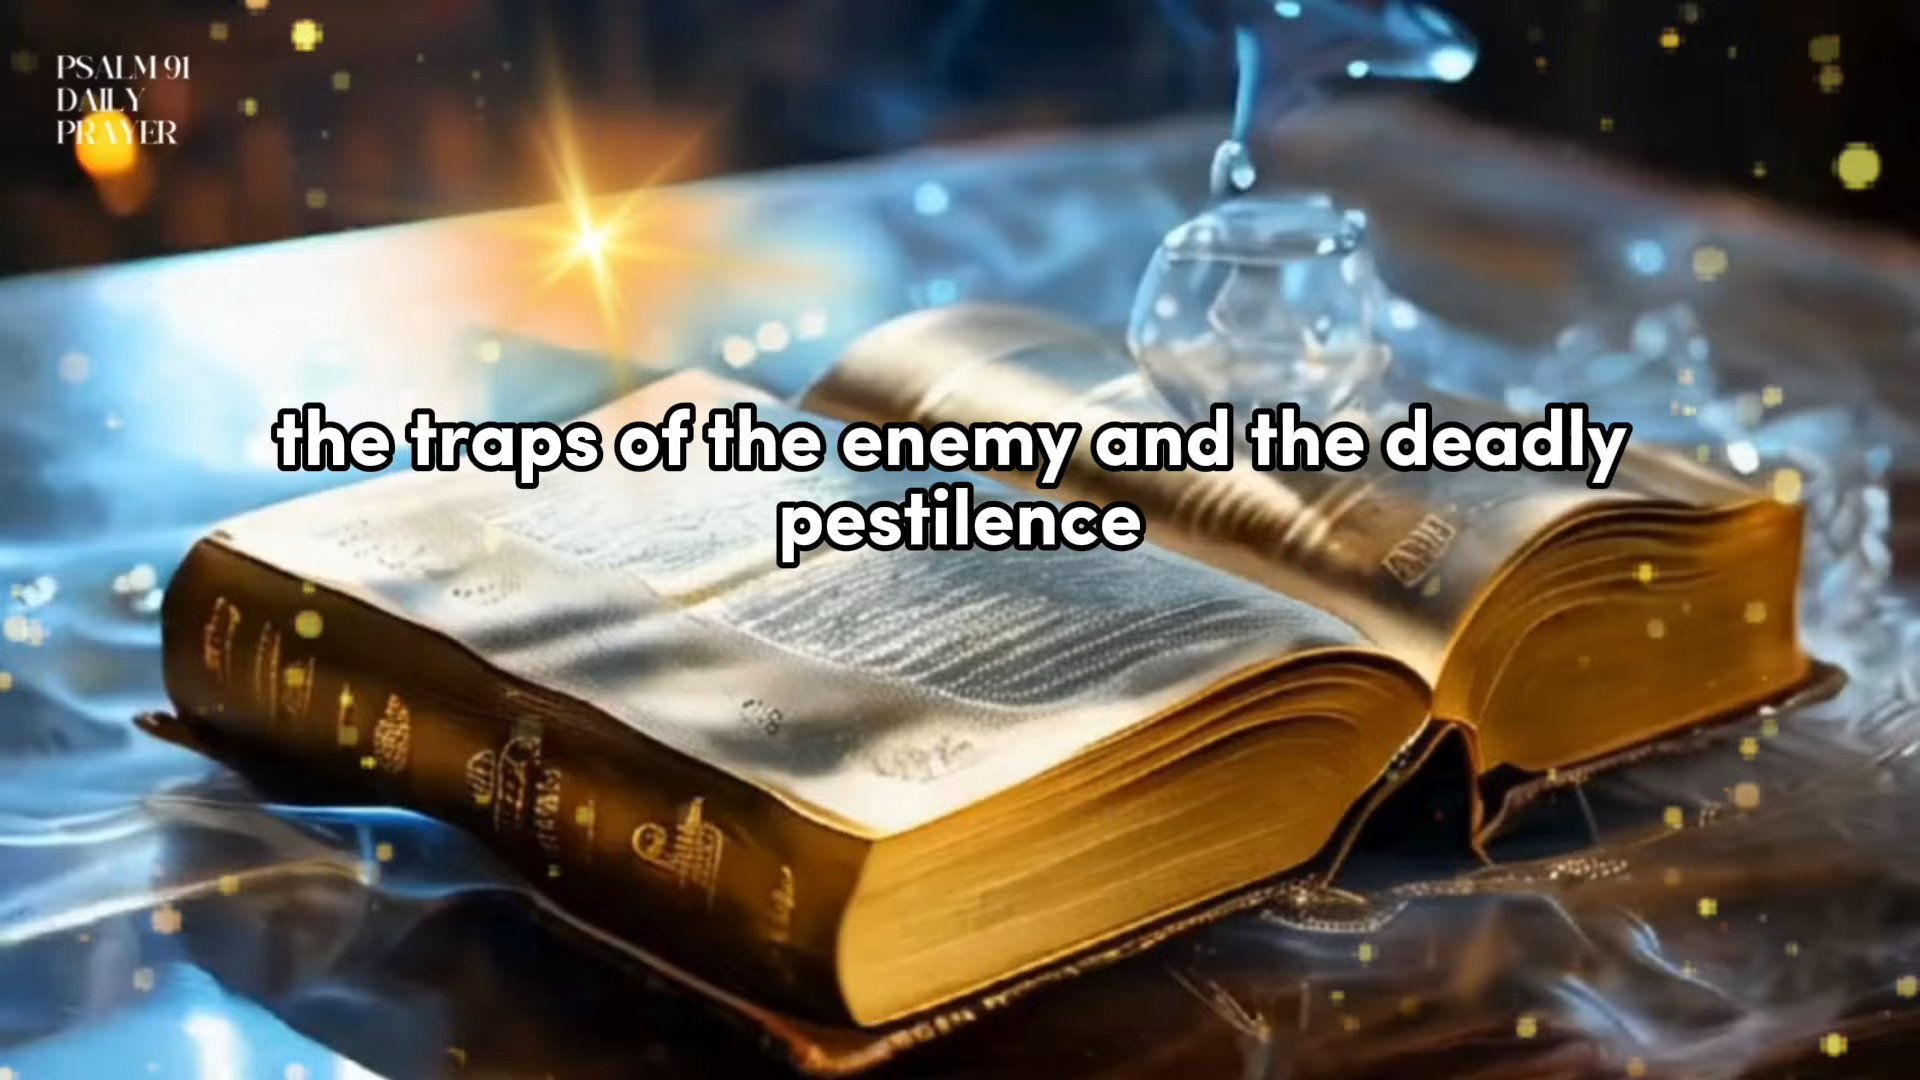 PSALM 91
DAILY
PRAYER
the traps of the enemy and the deadly
pestilence